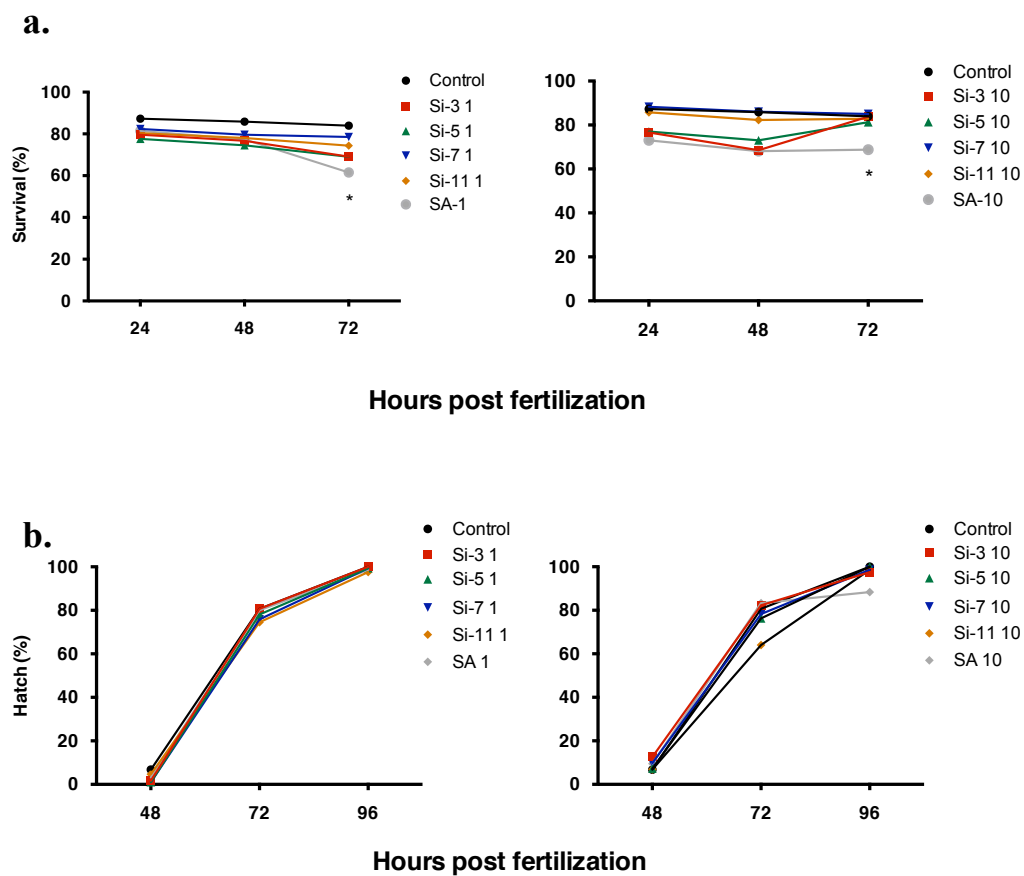 a.
Survival (%)
100
80
60
40
20
0
24 48 72
*
Control
Si-3 1
Si-5 1
Si-7 1
Si-11 1
SA-1
100
80
60
40
20
0
24 48 72
*
Control
Si-3 10
Si-5 10
Si-7 10
Si-11 10
SA-10
Hours post fertilization
b.
Hatch (%)
100
80
60
40
20
0
48 72 96
Control
Si-3 1
Si-5 1
Si-7 1
Si-11 1
SA 1
100
80
60
40
20
0
48 72 96
Control
Si-3 10
Si-5 10
Si-7 10
Si-11 10
SA 10
Hours post fertilization